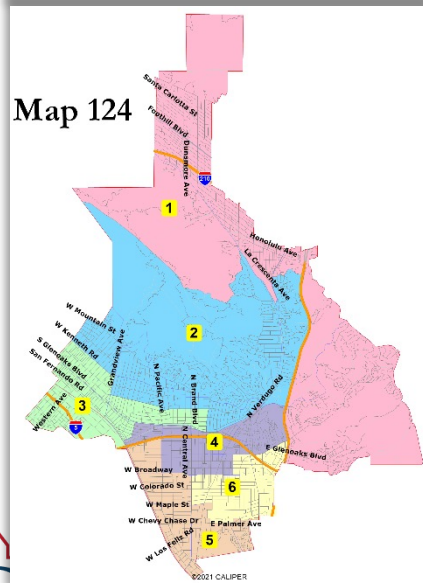 Map 124
Santa Carlotta St
Foothill Blvd
Dunsmore Ave
210
1
Honolulu Ave
La Crescenta Ave
W Mountain St
W Kenneth Rd
Grandview Ave
2
S Glenoaks Blvd
San Fernando Rd
N Pacific Ave
N Brand Blvd
N Verdugo Rd
Western Ave
3
5
N Central Ave
4
E Glenoaks Blvd
W Broadway
W Colorado St
6
W Maple St
W Chevy Chase Dr
E Palmer Ave
W Los Feliz Rd
5
©2021 CALIPER